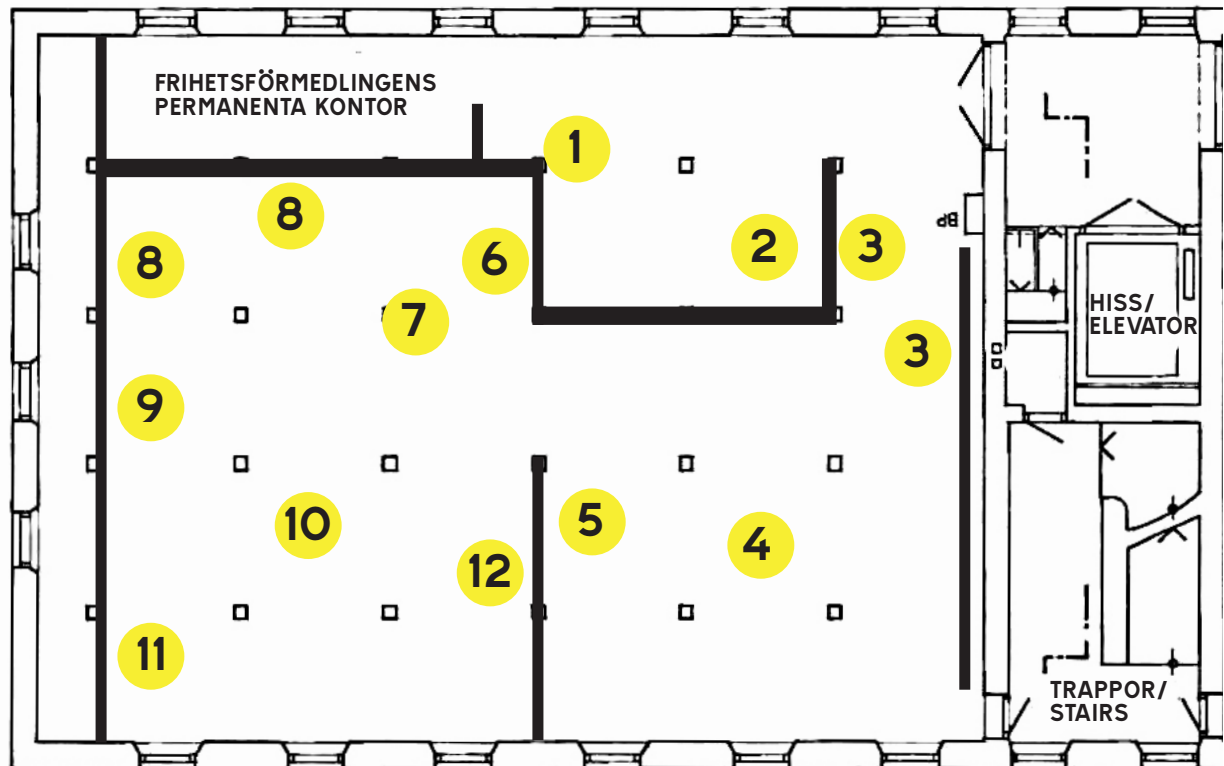 FRIHETSFÖRMEDLINGENS
PERMANENTA KONTOR
1
8
8
6
2
3
BP
7
3
HISS/
ELEVATOR
9
10
5
4
12
11
TRAPPOR/
STAIRS